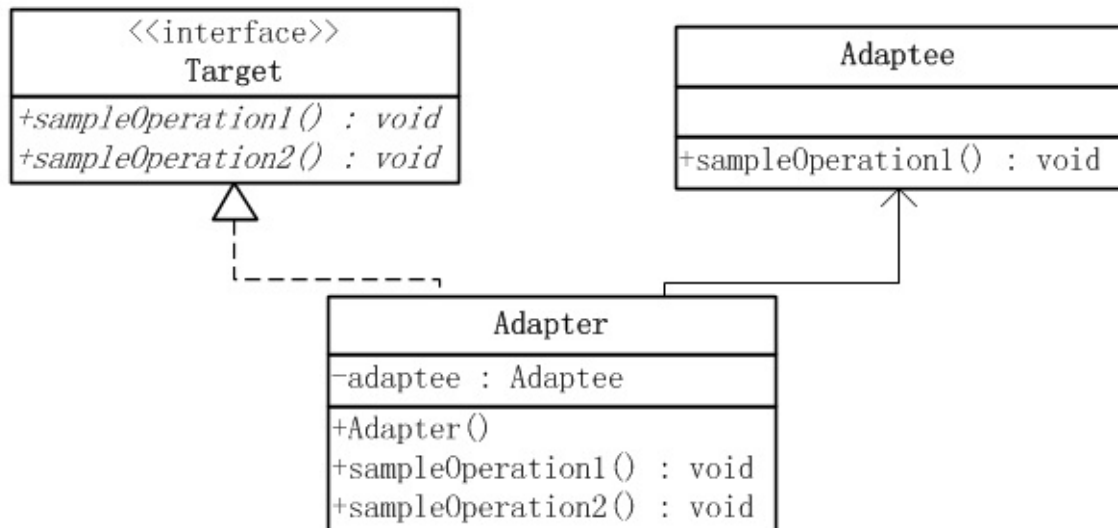 <<interface>>
Target
+sampleOperation1() : void
+sampleOperation2() : void
Adaptee
+sampleOperation1() : void
Adapter
-adaptee : Adaptee
+Adapter()
+sampleOperation1() : void
+sampleOperation2() : void